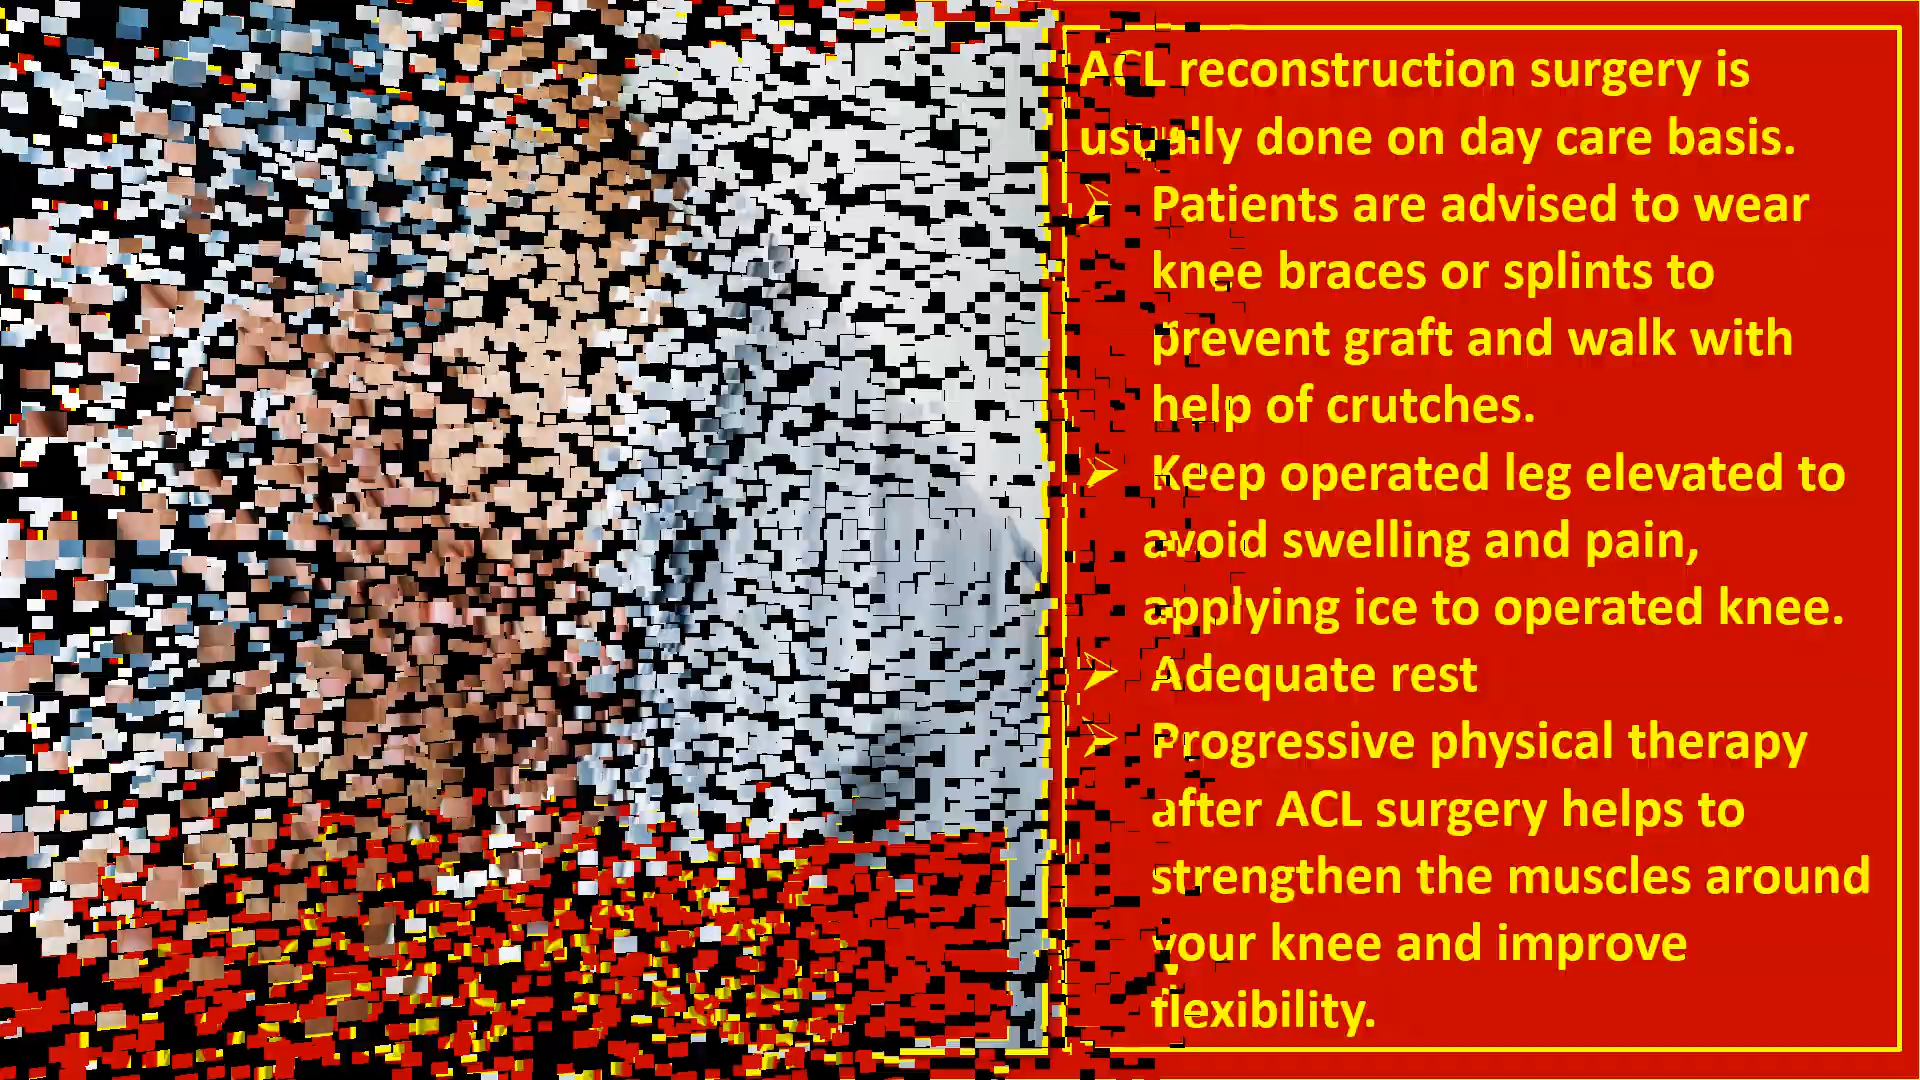 ACL reconstruction surgery is
usually done on day care basis.
➢ Patients are advised to wear
knee braces or splints to
prevent graft and walk with
help of crutches.
➢ Keep operated leg elevated to
avoid swelling and pain,
applying ice to operated knee.
➢ Adequate rest
➢ Progressive physical therapy
after ACL surgery helps to
strengthen the muscles around
your knee and improve
flexibility.